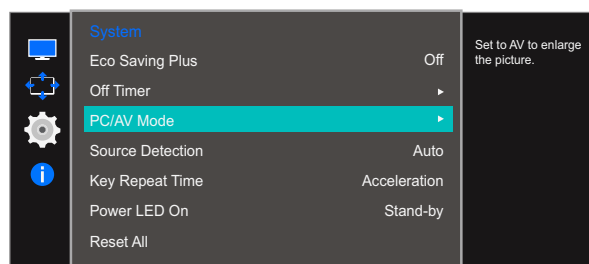 System
Eco Saving Plus Off
Off Timer
PC/AV Mode
Source Detection Auto
Key Repeat Time Acceleration
Power LED On Stand-by
Reset All
Set to AV to enlarge
the picture.